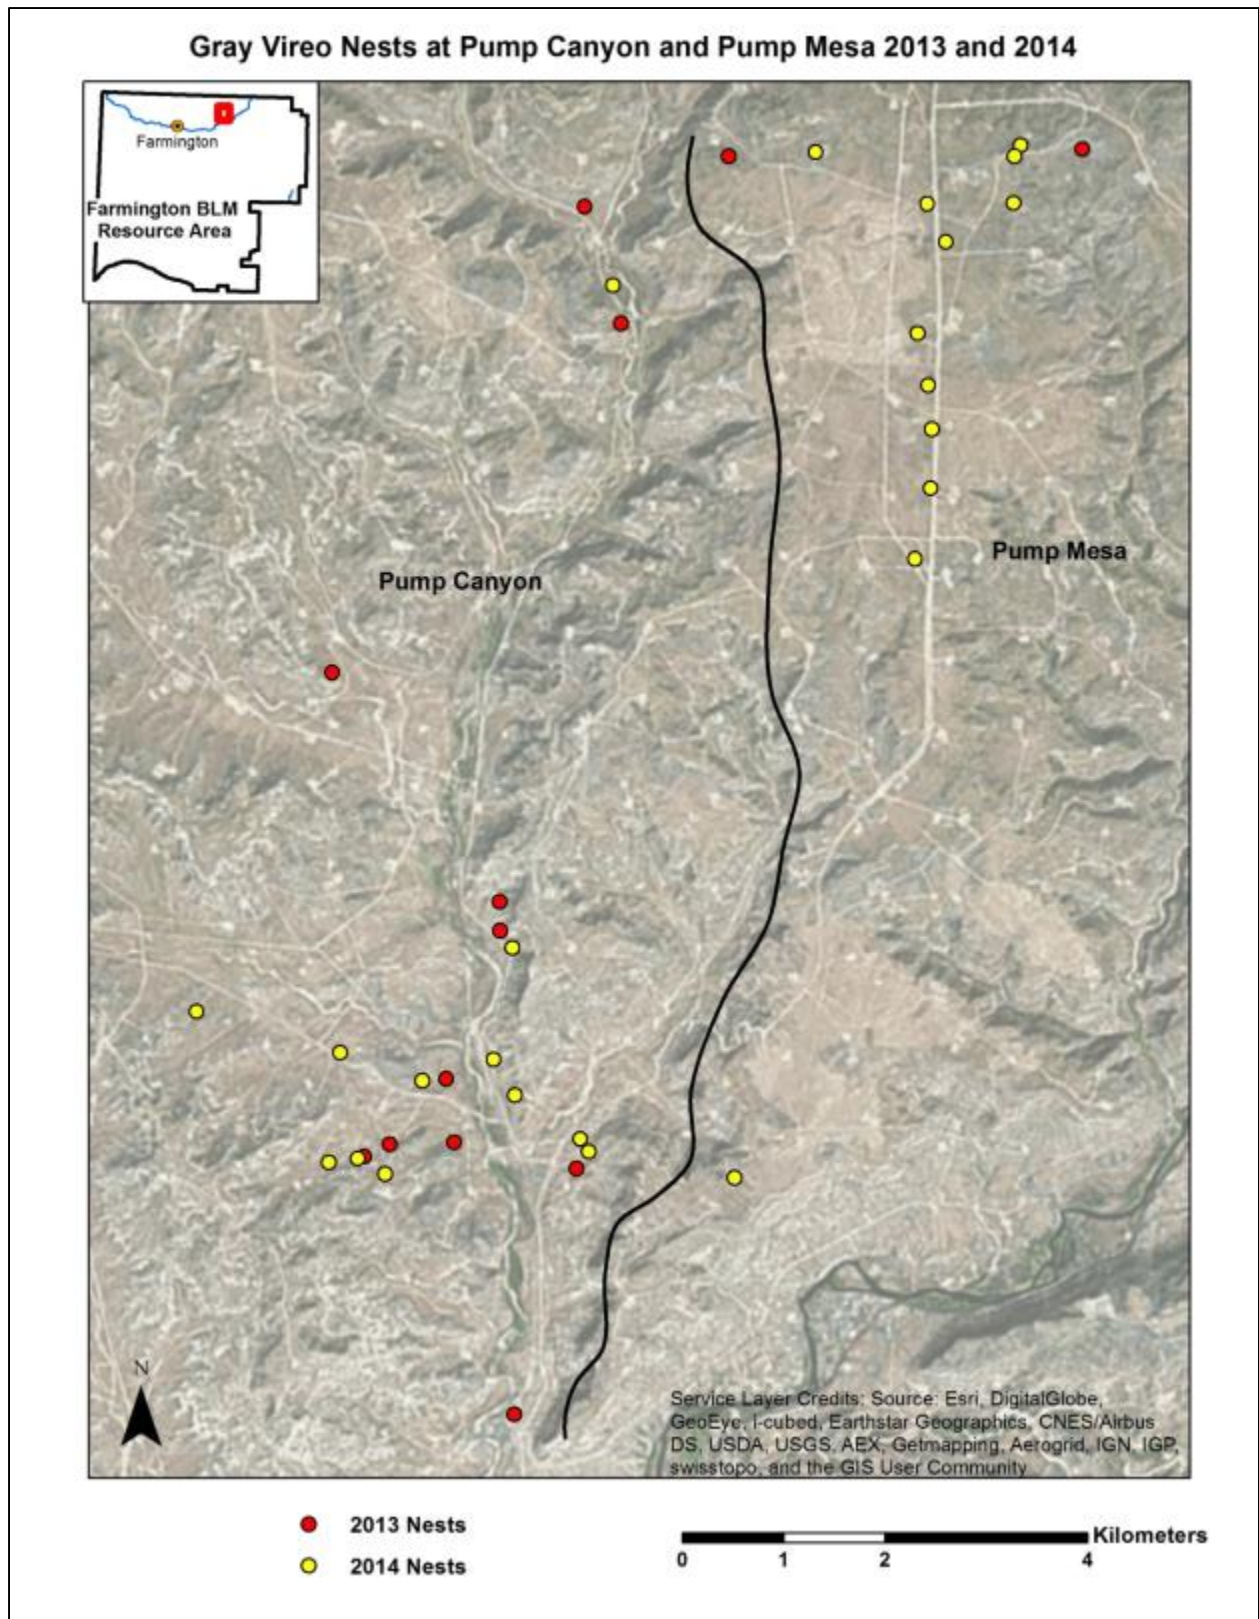 Gray Vireo Nests at Pump Canyon and Pump Mesa 2013 and 2014
Farmington
Farmington BLM
Resource Area
Pump Mesa
Pump Canyon
N
Service Layer Credits: Source: Esri, DigitalGlobe,
GeoEye, i-cubed, Earthstar Geographics, CNES/Airbus
DS, USDA, USGS, AEX, Getmapping, Aerogrid, IGN, IGP,
swisstopo, and the GIS User Community
2013 Nests
2014 Nests
Kilometers
0 1 2 4